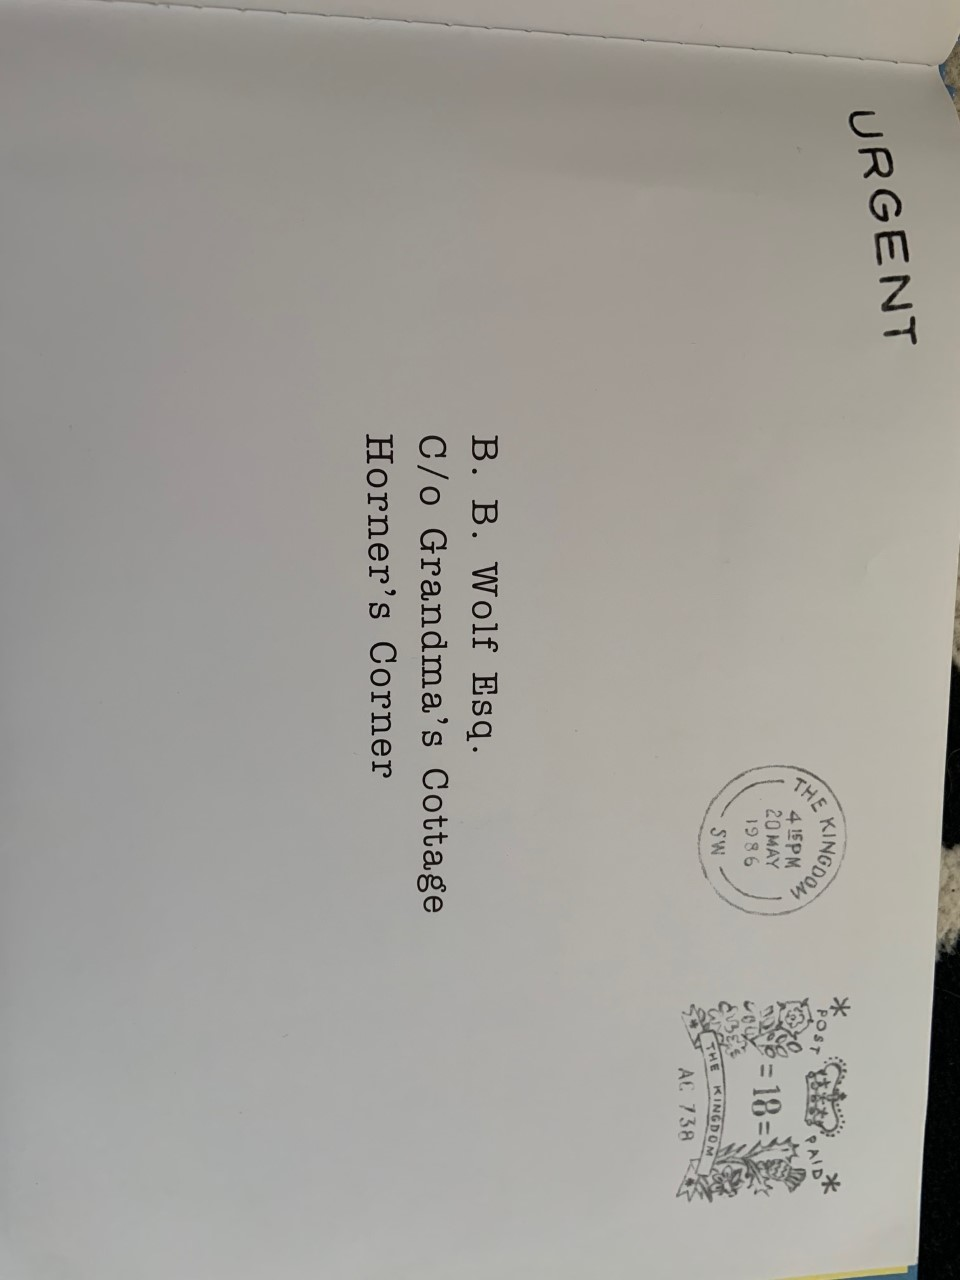 URGENT
THE KINGDOM
4 15PM
20 MAY
1986
SW
* POST PAID *
=18=
THE KINGDOM
AC 738
B. B. Wolf Esq.
C/o Grandma's Cottage
Horner's Corner